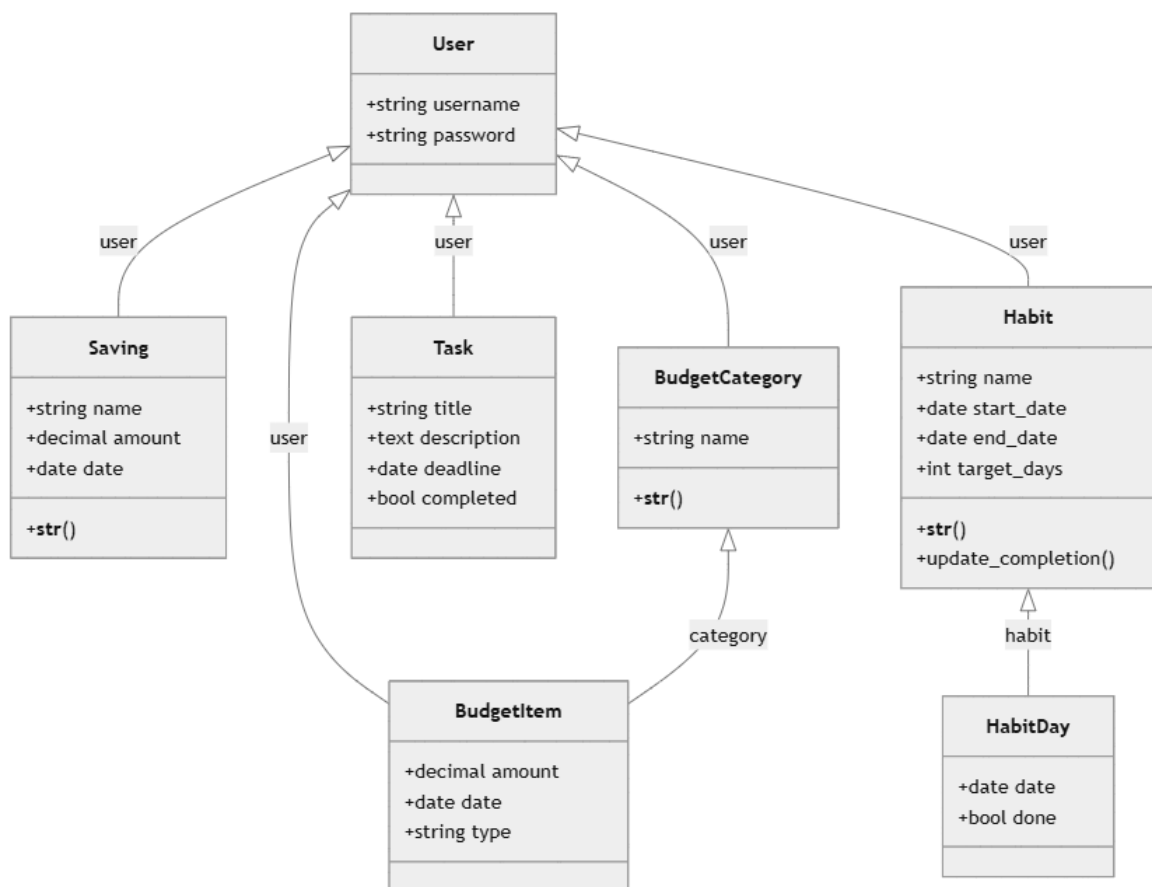 User
+string username
+string password
user
user
user
user
Saving
+string name
+decimal amount
+date date
+str()
user
Task
+string title
+text description
+date deadline
+bool completed
BudgetCategory
+string name
+str()
Habit
+string name
+date start_date
+date end_date
+int target_days
+str()
+update_completion()
category
habit
BudgetItem
+decimal amount
+date date
+string type
HabitDay
+date date
+bool done